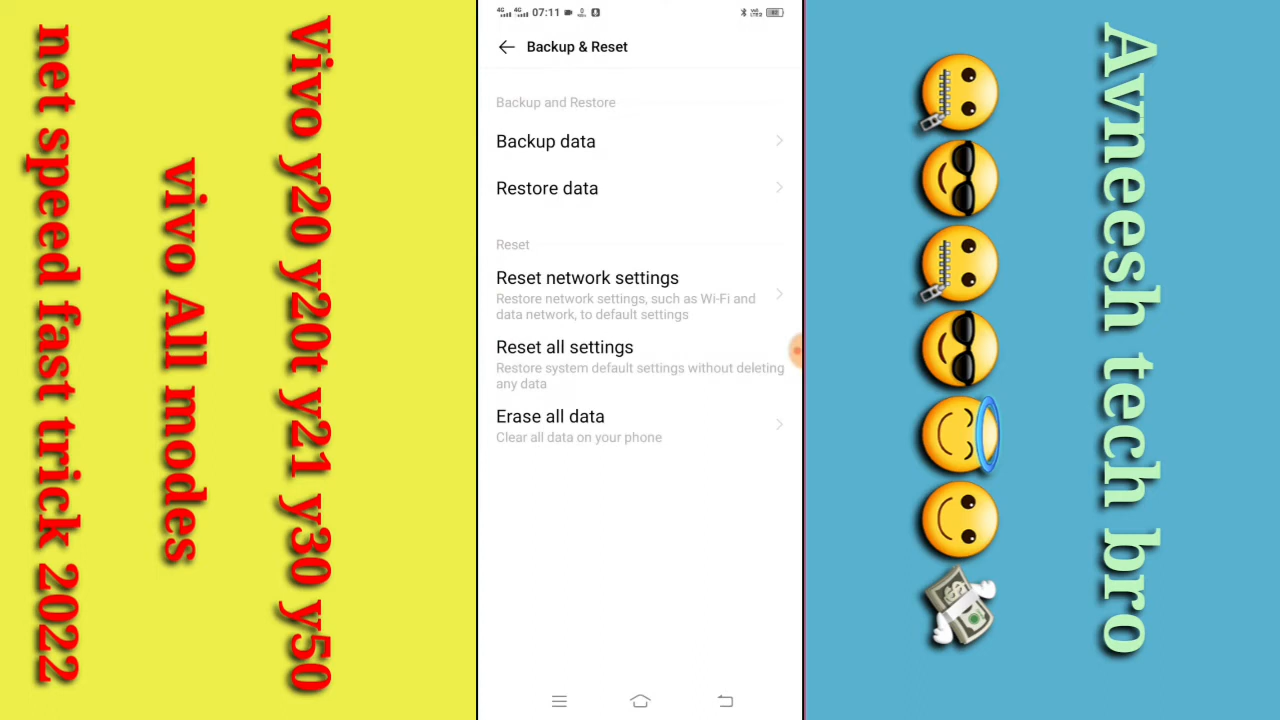 Vivo y20 y20t y21 y30 y50
vivo All modes
net speed fast trick 2022
4G 4G 07:11
Backup & Reset
Backup and Restore
Backup data
Restore data
Reset
Reset network settings
Restore network settings, such as Wi-Fi and
data network, to default settings
Reset all settings
Restore system default settings without deleting
any data
Erase all data
Clear all data on your phone
Avneesh tech bro